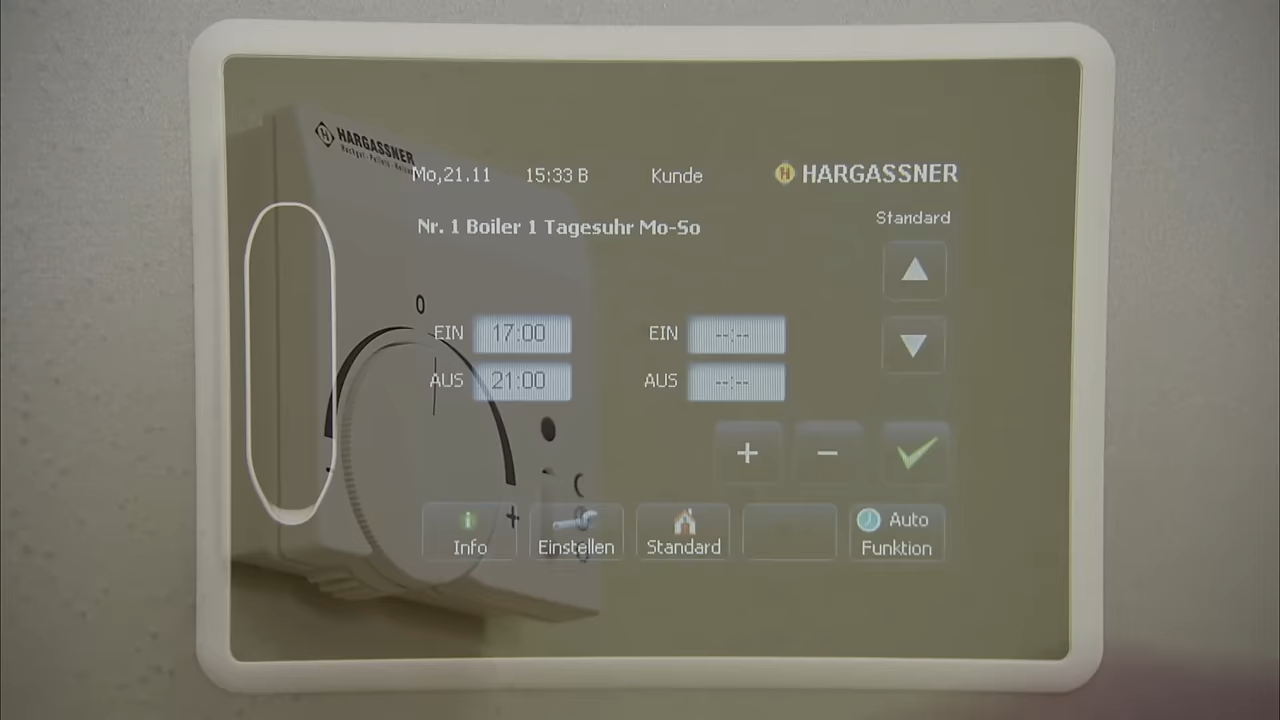 HARGASSNER
Mo,21.11 15:33 B Kunde HARGASSNER
Nr. 1 Boiler 1 Tagesuhr Mo-So
Standard
0
EIN 17:00 EIN --:--
AUS 21:00 AUS --:--
+ −
+
Info Einstellen Standard Auto Funktion